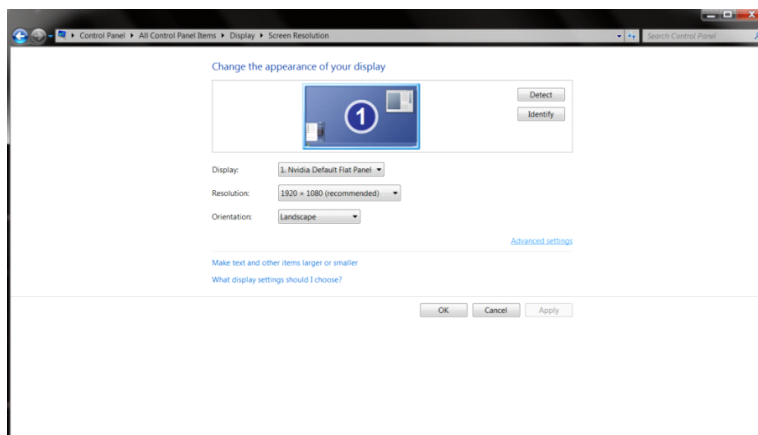 Control Panel ▸ All Control Panel Items ▸ Display ▸ Screen Resolution
Search Control Panel
Change the appearance of your display
1
Detect
Identify
Display: 1. Nvidia Default Flat Panel
Resolution: 1920 × 1080 (recommended)
Orientation: Landscape
Advanced settings
Make text and other items larger or smaller
What display settings should I choose?
OK Cancel Apply